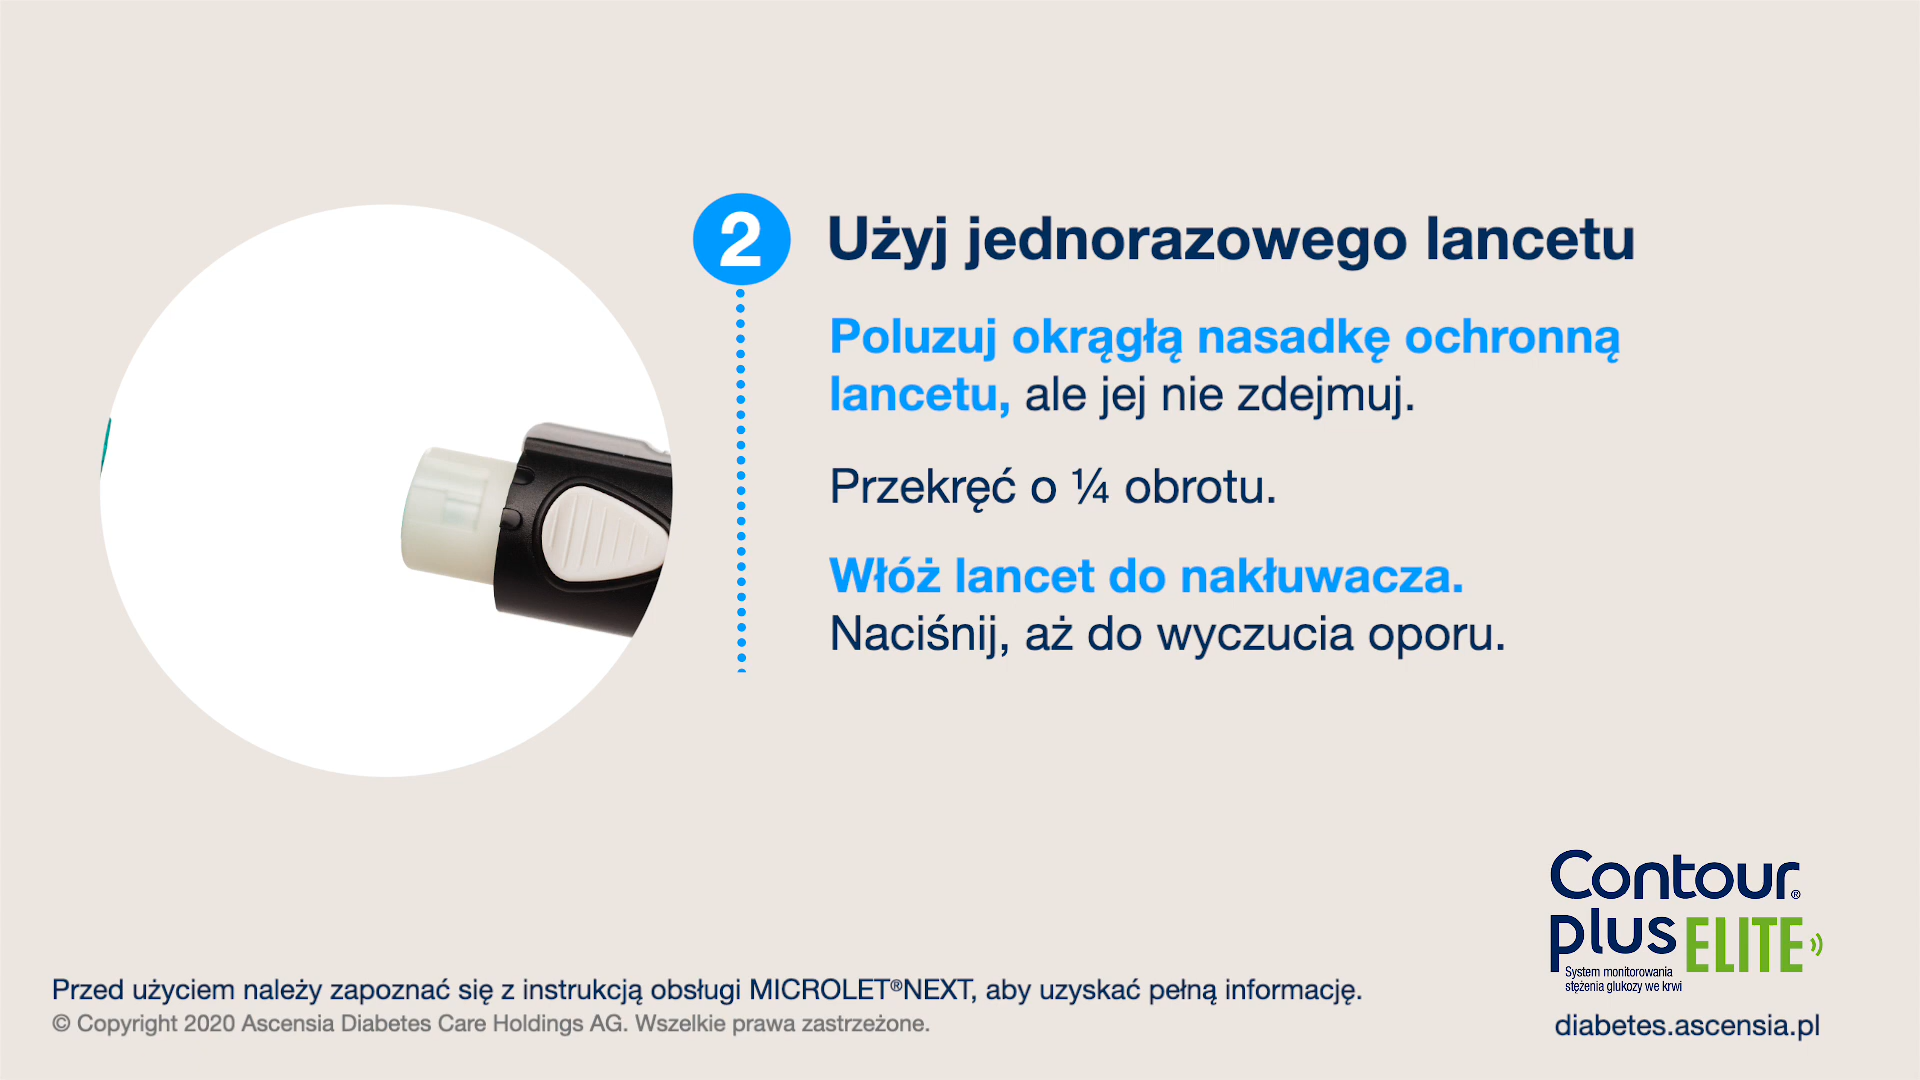 2
Użyj jednorazowego lancetu
Poluzuj okrągłą nasadkę ochronną
lancetu, ale jej nie zdejmuj.
Przekręć o ¼ obrotu.
Włóż lancet do nakłuwacza.
Naciśnij, aż do wyczucia oporu.
Contour®
plus ELITE
System monitorowania
stężenia glukozy we krwi
diabetes.ascensia.pl
Przed użyciem należy zapoznać się z instrukcją obsługi MICROLET®NEXT, aby uzyskać pełną informację.
© Copyright 2020 Ascensia Diabetes Care Holdings AG. Wszelkie prawa zastrzeżone.